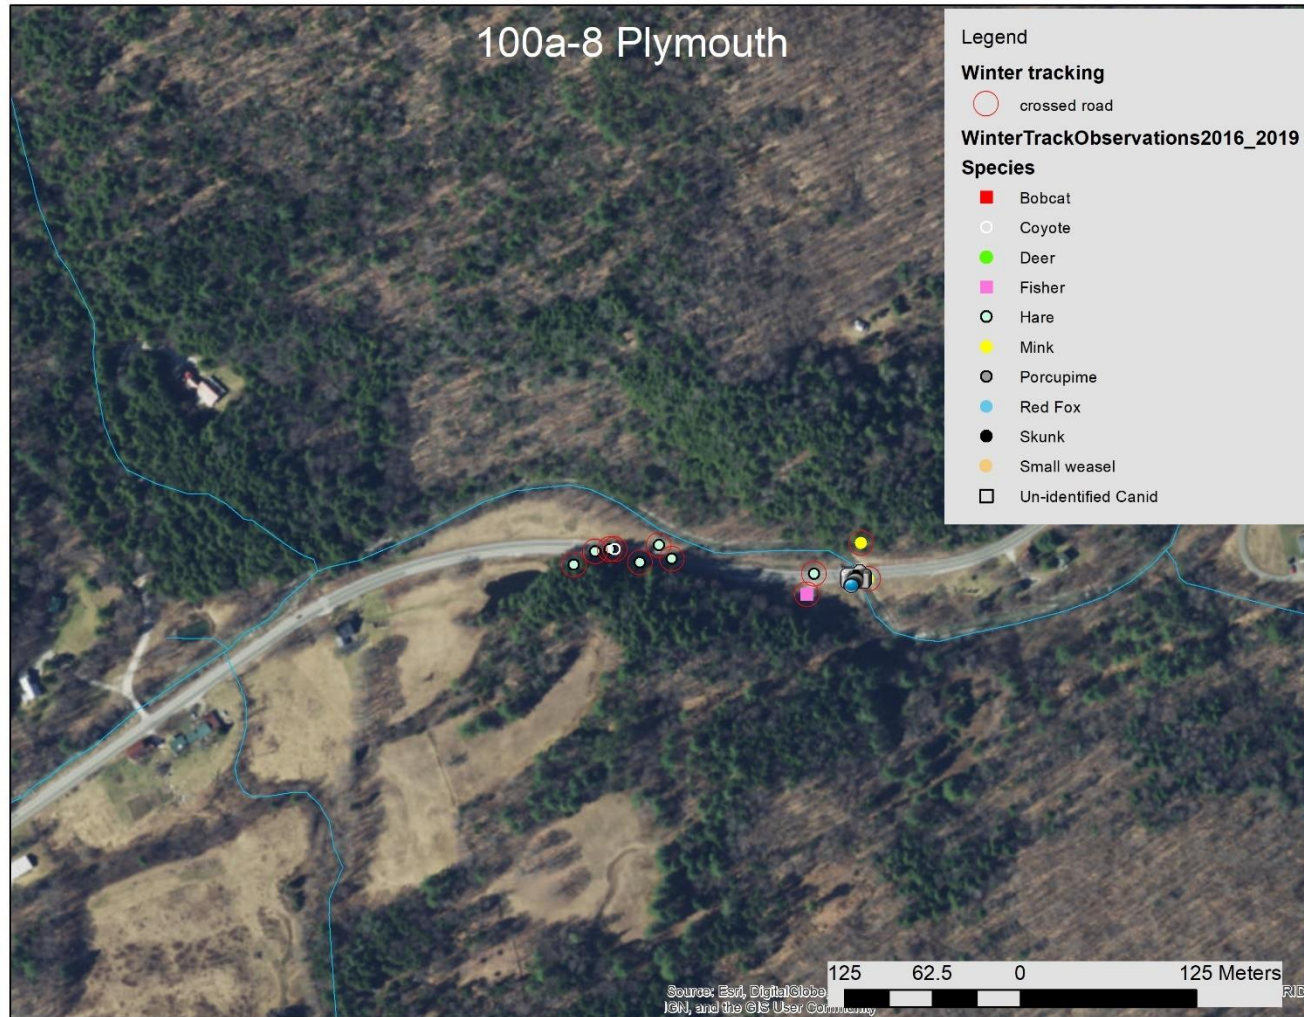 100a-8 Plymouth
Legend
Winter tracking
crossed road
WinterTrackObservations2016_2019
Species
Bobcat
Coyote
Deer
Fisher
Hare
Mink
Porcupime
Red Fox
Skunk
Small weasel
Un-identified Canid
125 62.5 0 125 Meters
Source: Esri, DigitalGlobe,
IGN, and the GIS User Community